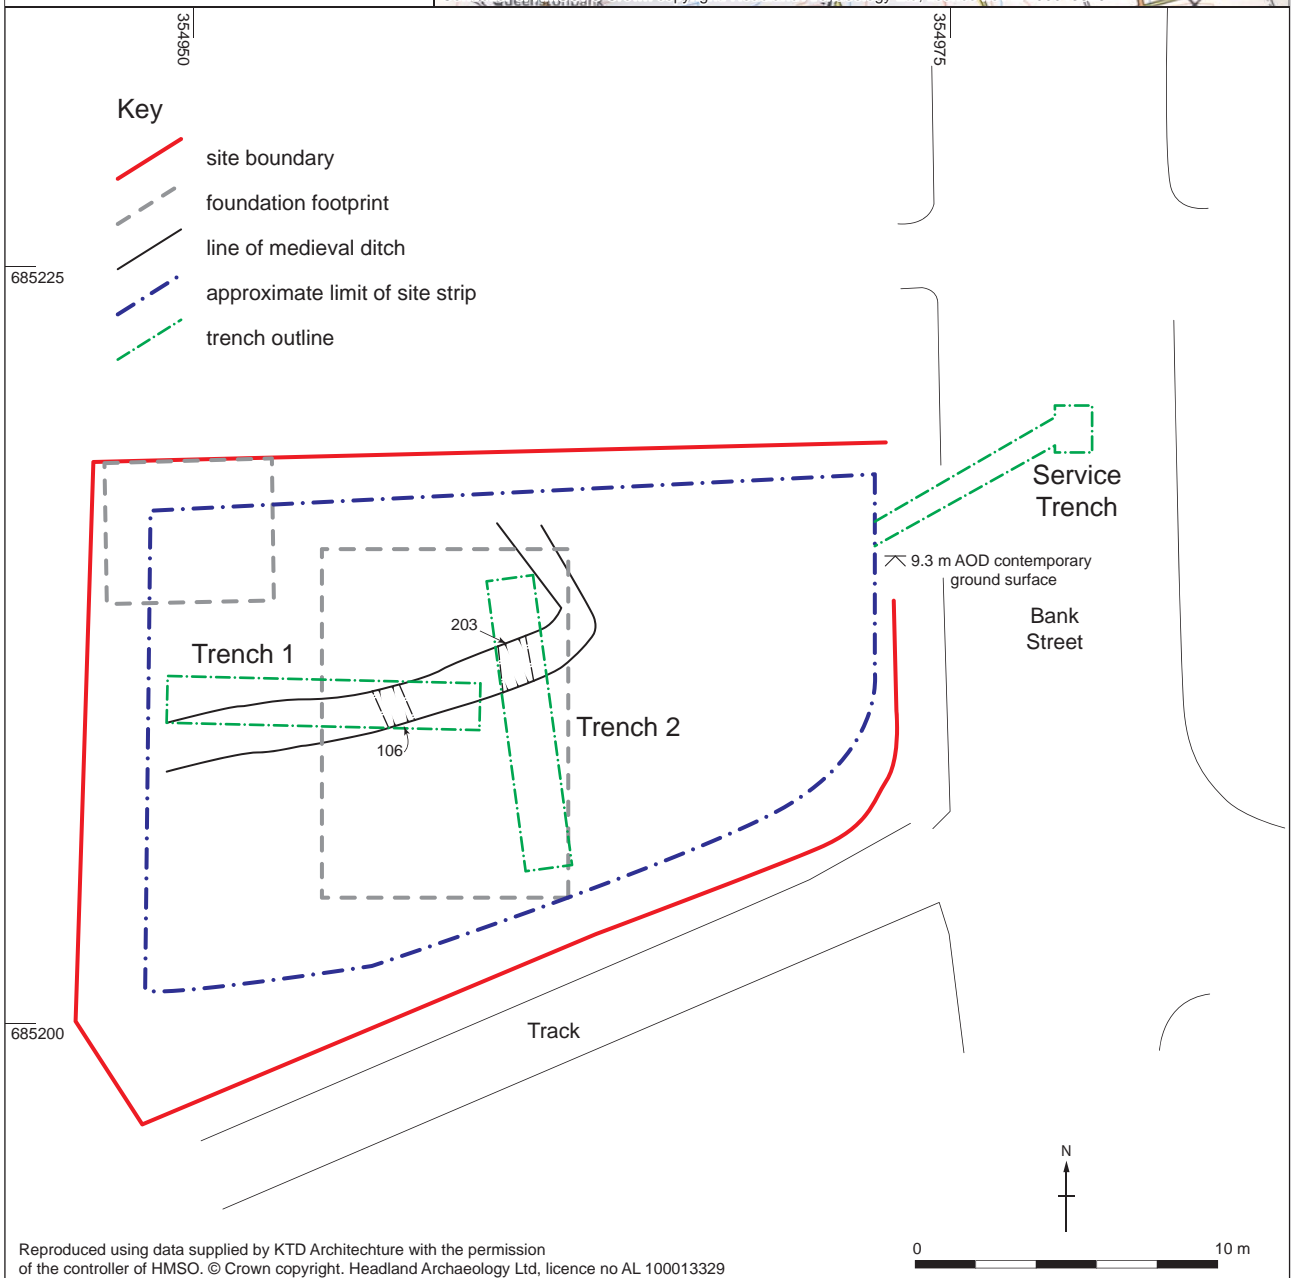 354950
354975
Key
site boundary
foundation footprint
line of medieval ditch
approximate limit of site strip
trench outline
685225
Service
Trench
9.3 m AOD contemporary
ground surface
Bank
Street
203
Trench 1
Trench 2
106
685200
Track
N
Reproduced using data supplied by KTD Architechture with the permission
of the controller of HMSO. © Crown copyright. Headland Archaeology Ltd, licence no AL 100013329
0
10 m